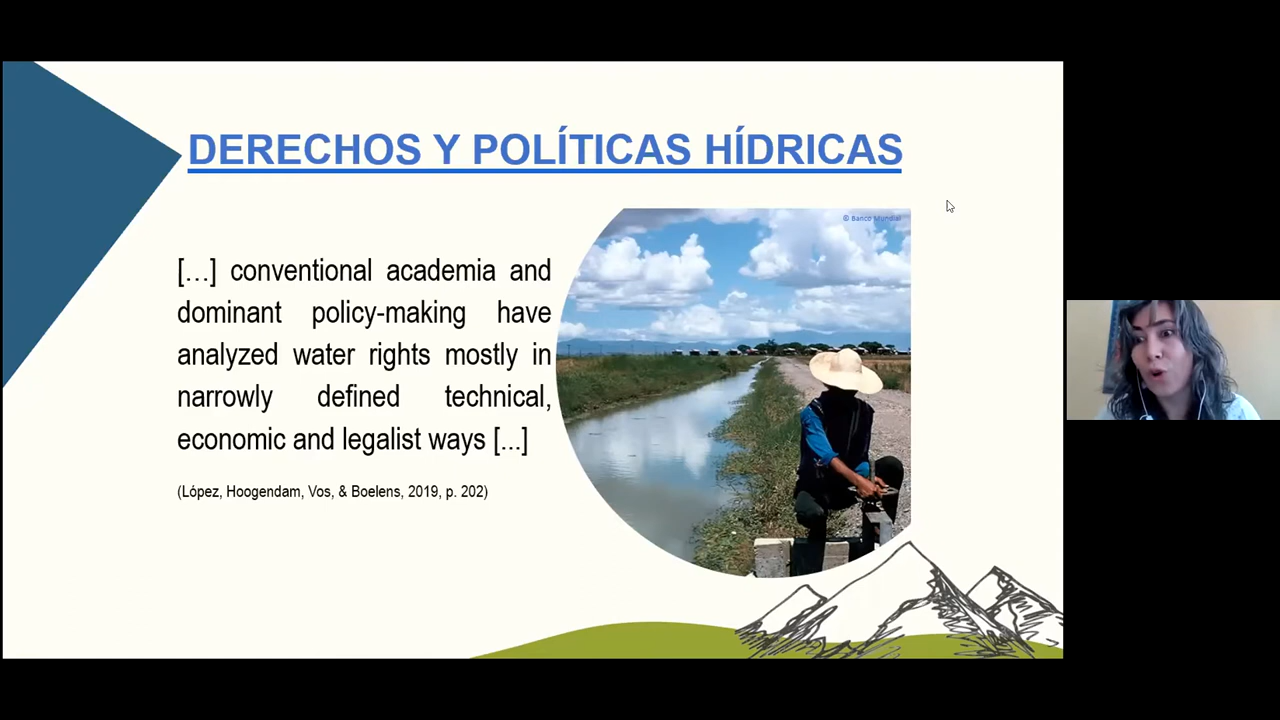 DERECHOS Y POLÍTICAS HÍDRICAS
© Banco Mundial
[…] conventional academia and
dominant policy-making have
analyzed water rights mostly in
narrowly defined technical,
economic and legalist ways [...]
(López, Hoogendam, Vos, & Boelens, 2019, p. 202)